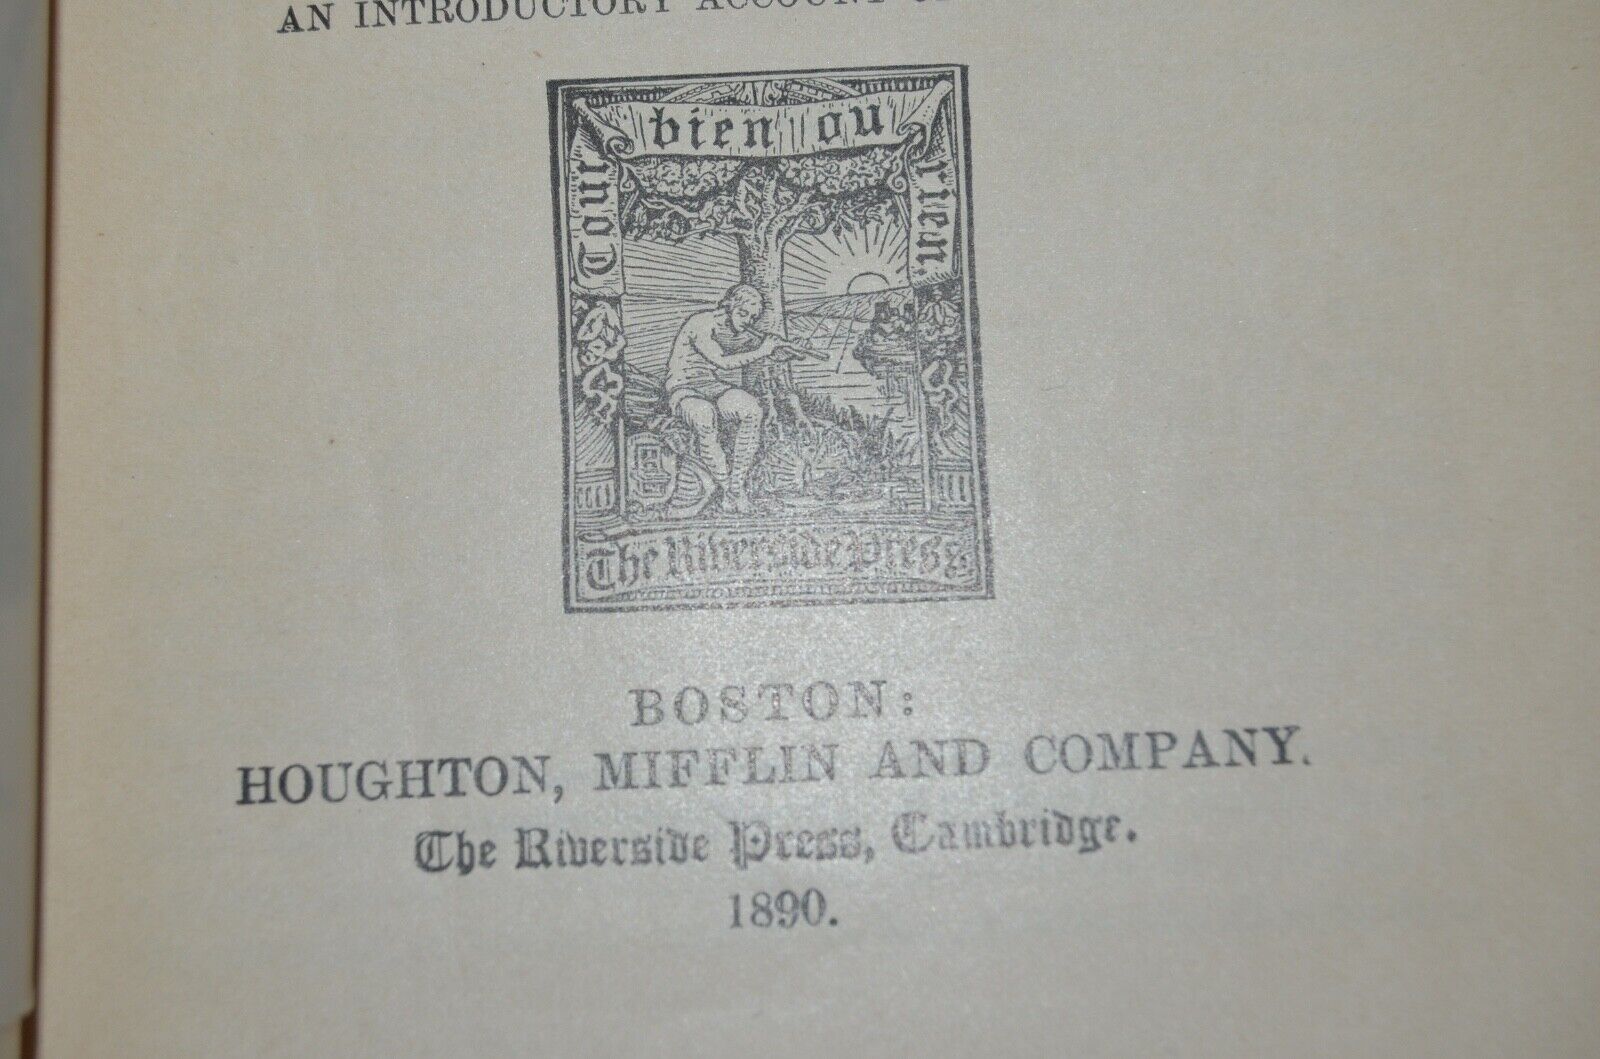 AN INTRODUCTORY ACCOUNT
Tout bien ou rien.
The Riverside Press
BOSTON:
HOUGHTON, MIFFLIN AND COMPANY.
The Riverside Press, Cambridge.
1890.